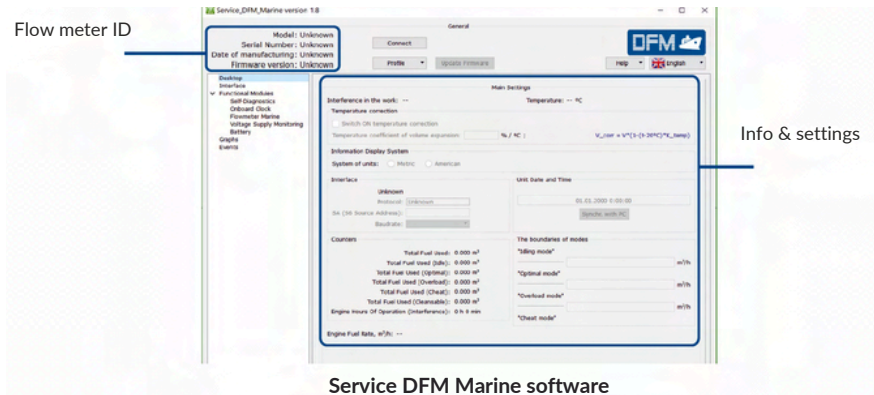 Service_DFM_Marine version 1.8
General
Flow meter ID
Model: Unknown
Serial Number: Unknown
Date of manufacturing: Unknown
Firmware version: Unknown
Connect
Profile
Update Firmware
DFM
Help
English
Desktop
Interface
Functional Modules
Self-Diagnostics
Onboard Clock
Flowmeter Marine
Voltage Supply Monitoring
Battery
Graphs
Events
Main Settings
Interference in the work: --
Temperature: -- ºC
Temperature correction
Switch ON temperature correction
Temperature coefficient of volume expansion:
% / ºC ;
V_corr = V*(1-(t-20ºC)*K_temp)
Info & settings
Information Display System
System of units: Metric American
Interface
Unknown
Protocol: Unknown
SA (S6 Source Address):
Baudrate:
Unit Date and Time
01.01.2000 0:00:00
Synchr. with PC
Counters
Total Fuel Used: 0.000 m³
Total Fuel Used (Idle): 0.000 m³
Total Fuel Used (Optimal): 0.000 m³
Total Fuel Used (Overload): 0.000 m³
Total Fuel Used (Cheat): 0.000 m³
Total Fuel Used (Cleansable): 0.000 m³
Engine Hours Of Operation (Interference): 0 h 0 min
The boundaries of modes
"Idling mode"
m³/h
"Optimal mode"
m³/h
"Overload mode"
m³/h
"Cheat mode"
Engine Fuel Rate, m³/h: --
Service DFM Marine software